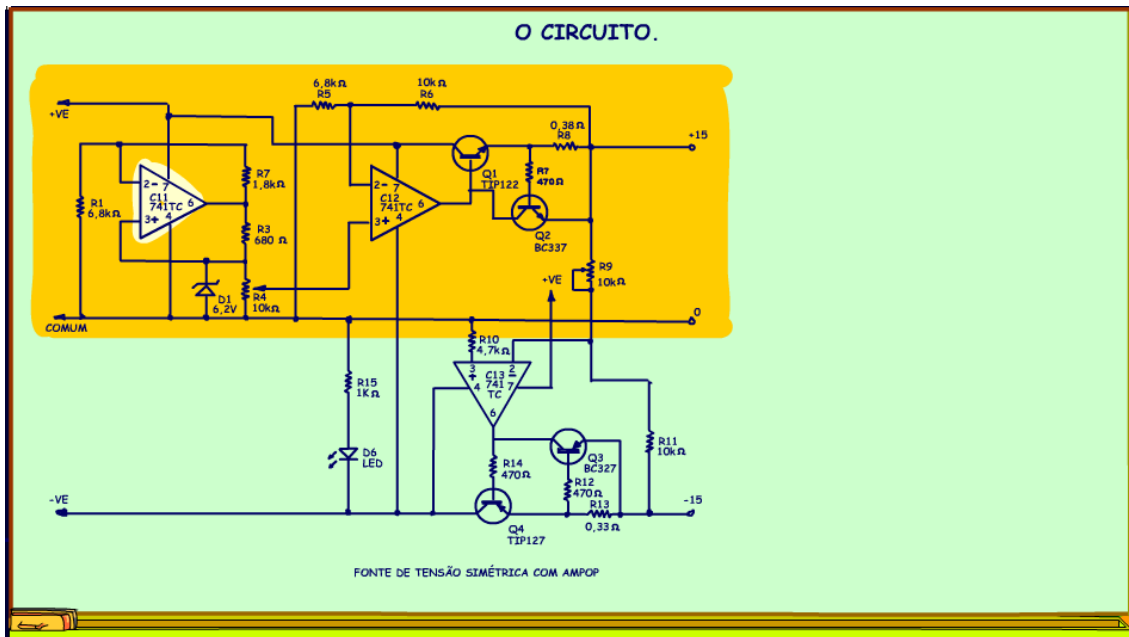 O CIRCUITO.
6,8kΩ
R5
10kΩ
R6
+VE
0,38Ω
R8
+15
R7
1,8kΩ
R1
6,8kΩ
2 - 7
C11
741TC 6
3 + 4
R3
680 Ω
2 - 7
C12
741TC
4 6
3 +
Q1
TIP122
R7
470Ω
Q2
BC337
D1
6,2V
R4
10kΩ
+VE
R9
10kΩ
COMUM
0
R10
4,7kΩ
3 2
+ C13 -
4 741 7
TC
6
R15
1KΩ
D6
LED
R14
470Ω
Q3
BC327
R12
470Ω
R13
0,33Ω
R11
10kΩ
-VE
-15
Q4
TIP127
FONTE DE TENSÃO SIMÉTRICA COM AMPOP